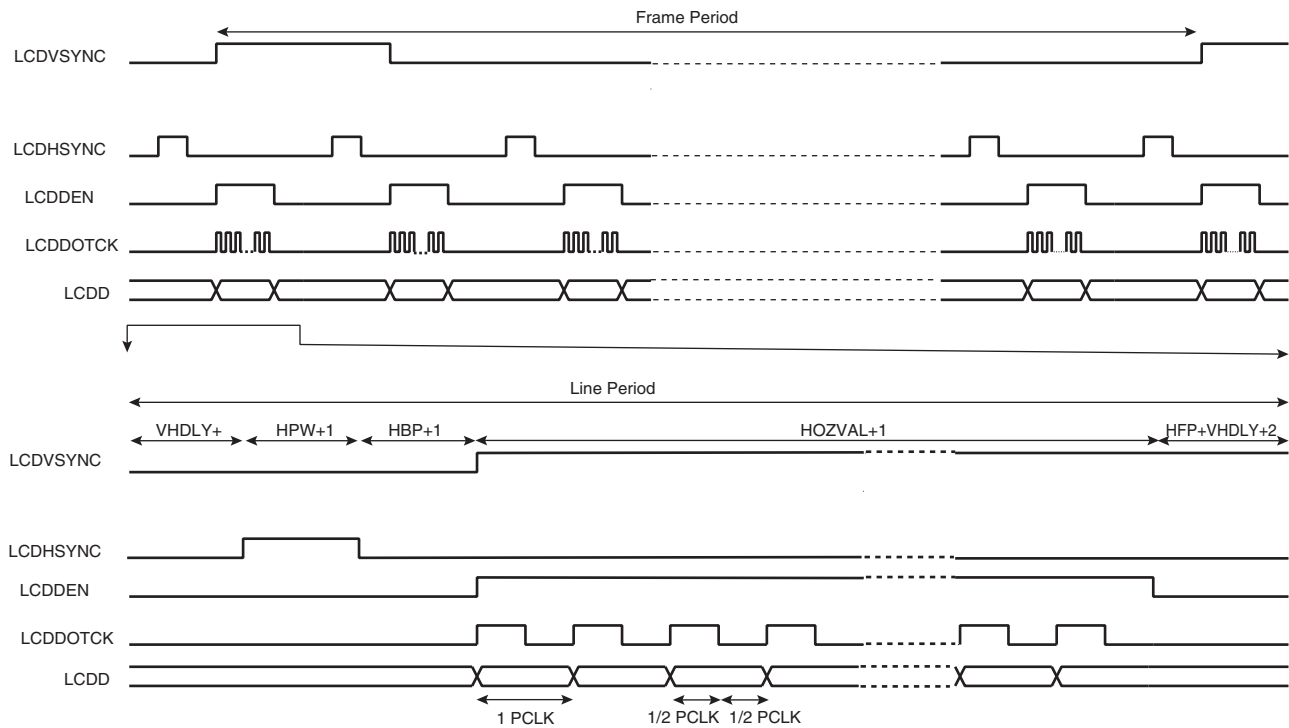 Frame Period
LCDVSYNC
LCDHSYNC
LCDDEN
LCDDOTCK
LCDD
Line Period
VHDLY+ HPW+1 HBP+1 HOZVAL+1 HFP+VHDLY+2
LCDVSYNC
LCDHSYNC
LCDDEN
LCDDOTCK
LCDD
1 PCLK 1/2 PCLK 1/2 PCLK